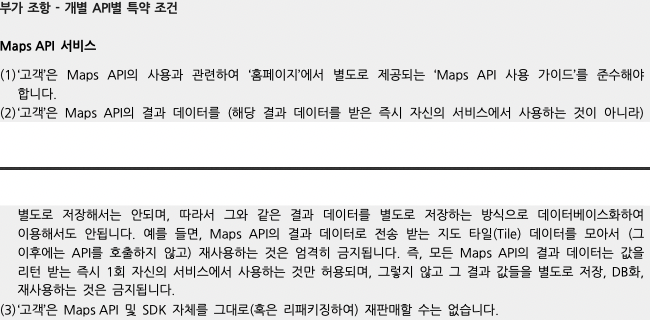 부가 조항 - 개별 API별 특약 조건
Maps API 서비스
(1) ‘고객’은 Maps API의 사용과 관련하여 ‘홈페이지’에서 별도로 제공되는 ‘Maps API 사용 가이드’를 준수해야
합니다.
(2) ‘고객’은 Maps API의 결과 데이터를 (해당 결과 데이터를 받은 즉시 자신의 서비스에서 사용하는 것이 아니라)
별도로 저장해서는 안되며, 따라서 그와 같은 결과 데이터를 별도로 저장하는 방식으로 데이터베이스화하여
이용해서도 안됩니다. 예를 들면, Maps API의 결과 데이터로 전송 받는 지도 타일(Tile) 데이터를 모아서 (그
이후에는 API를 호출하지 않고) 재사용하는 것은 엄격히 금지됩니다. 즉, 모든 Maps API의 결과 데이터는 값을
리턴 받는 즉시 1회 자신의 서비스에서 사용하는 것만 허용되며, 그렇지 않고 그 결과 값들을 별도로 저장, DB화,
재사용하는 것은 금지됩니다.
(3) ‘고객’은 Maps API 및 SDK 자체를 그대로(혹은 리패키징하여) 재판매할 수는 없습니다.